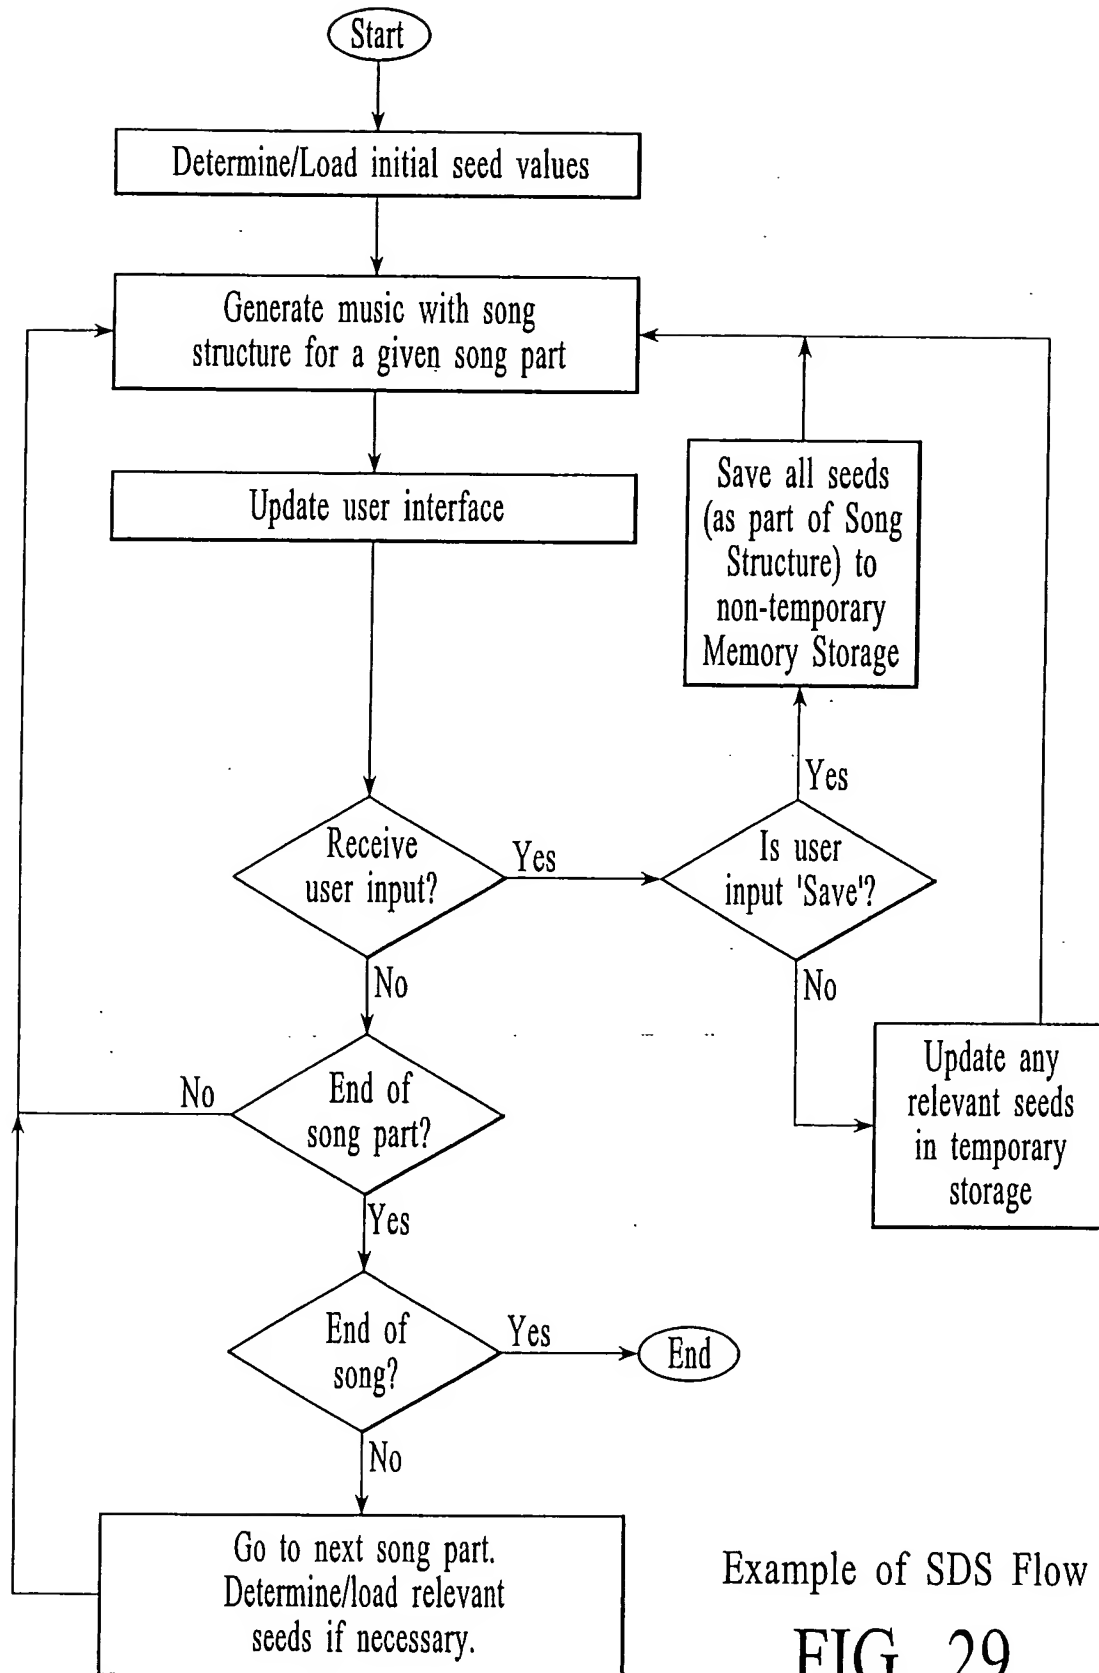 Start
Determine/Load initial seed values
Generate music with song
structure for a given song part
Update user interface
Save all seeds
(as part of Song
Structure) to
non-temporary
Memory Storage
Yes
Receive
user input?
Yes
Is user
input 'Save'?
No
No
Update any
relevant seeds
in temporary
storage
No
End of
song part?
Yes
End of
song?
Yes
End
No
Go to next song part.
Determine/load relevant
seeds if necessary.
Example of SDS Flow
FIG. 29